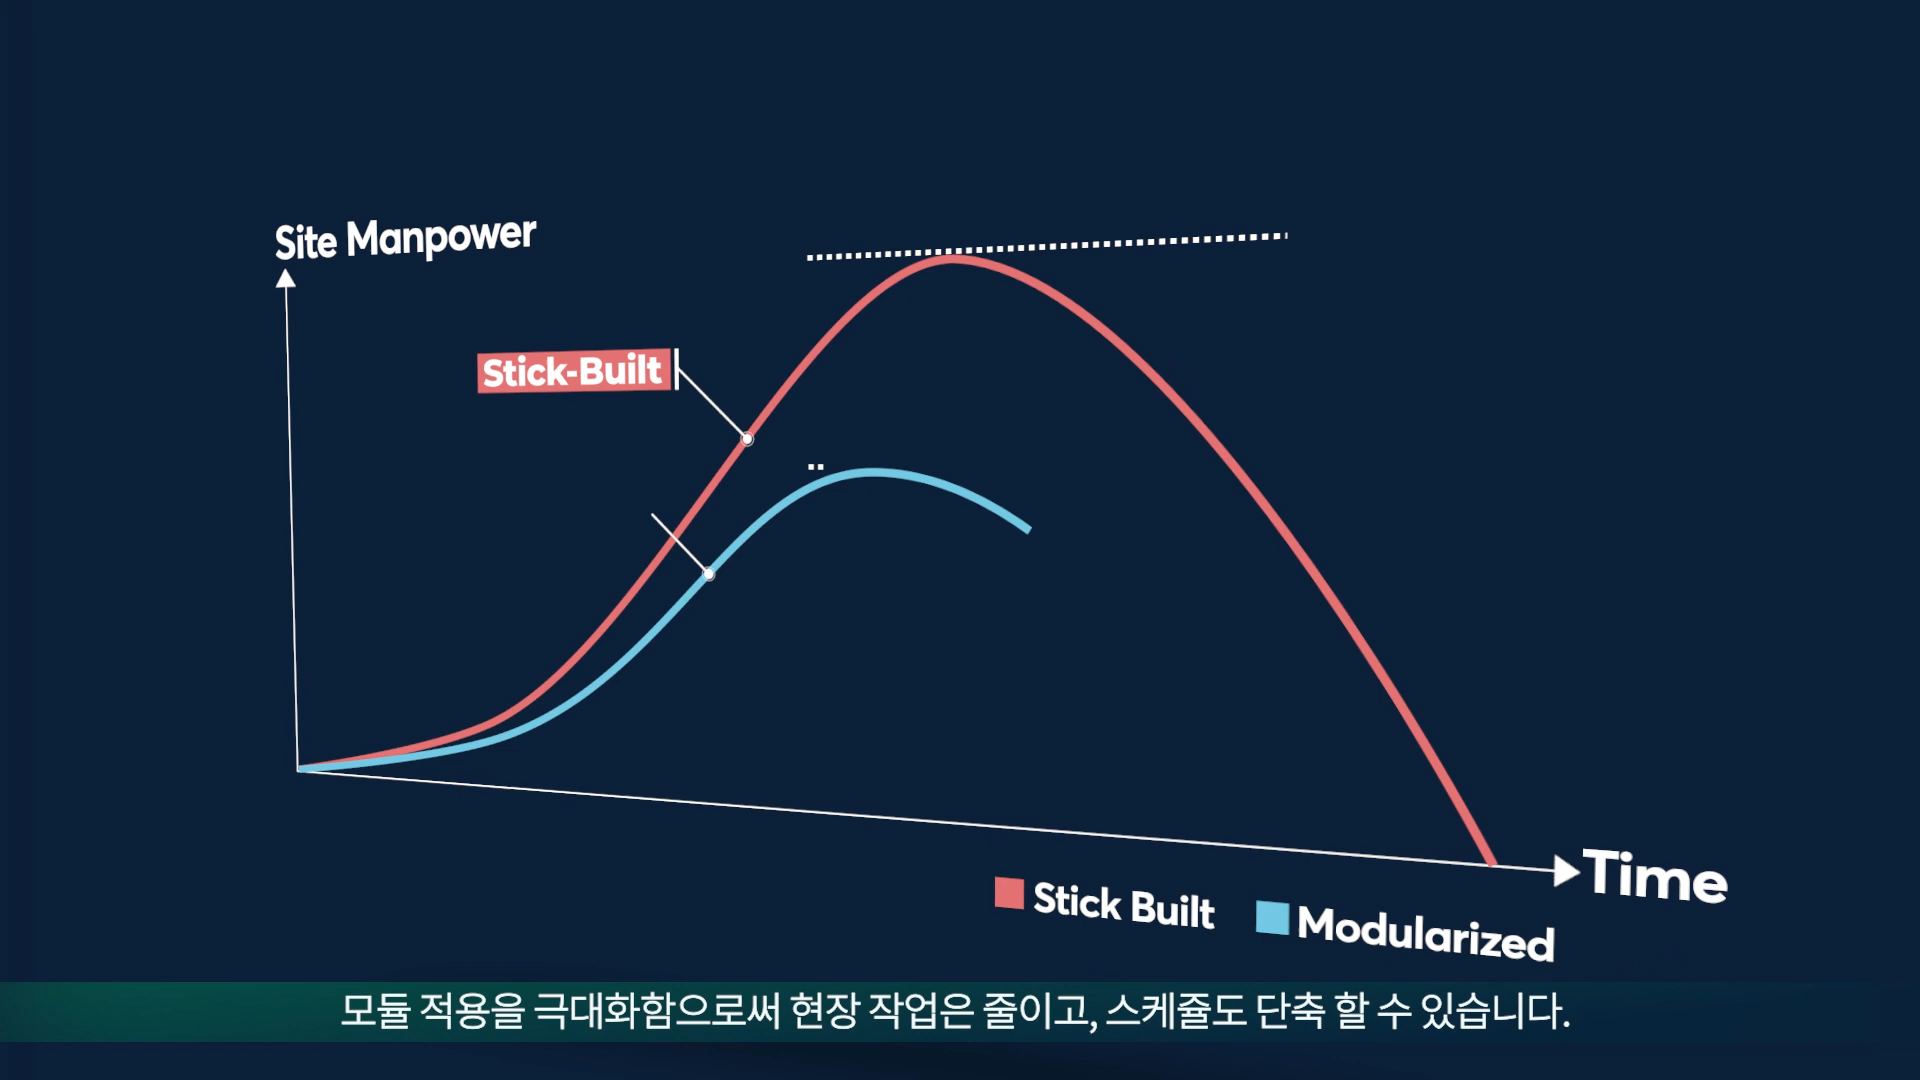 Site Manpower
Stick-Built
Time
Stick Built
Modularized
모듈 적용을 극대화함으로써 현장 작업은 줄이고, 스케쥴도 단축 할 수 있습니다.